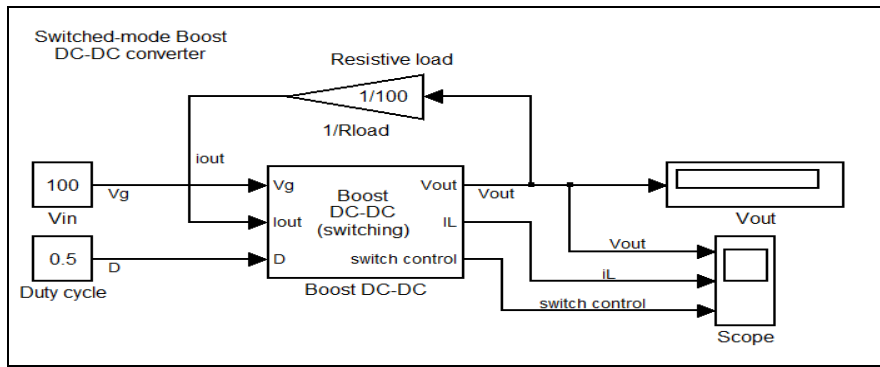 Switched-mode Boost
DC-DC converter
Resistive load
1/100
1/Rload
iout
100
Vg
Vin
Vg
Iout
D
Boost
DC-DC
(switching)
Vout
IL
switch control
Boost DC-DC
0.5
D
Duty cycle
Vout
Vout
Vout
iL
switch control
Scope